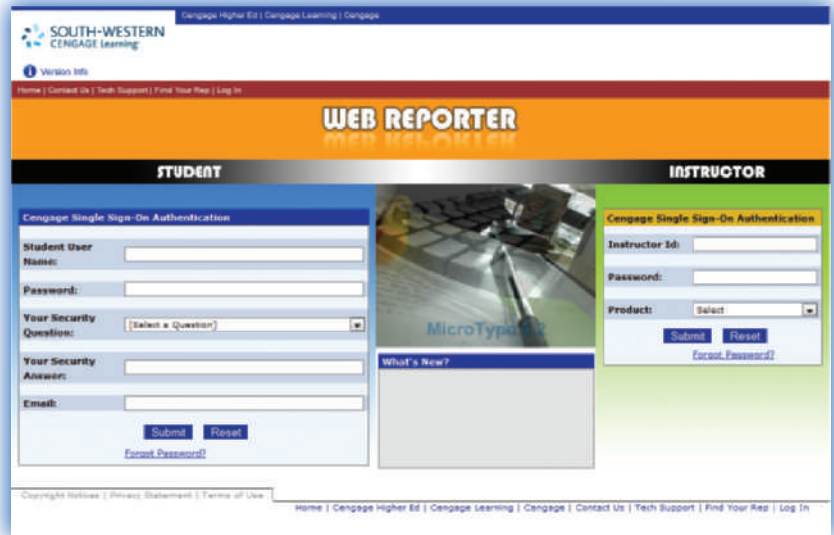 Cengage Higher Ed | Cengage Learning | Cengage
SOUTH-WESTERN
CENGAGE Learning
Version Info
Home | Contact Us | Tech Support | Find Your Rep | Log In
WEB REPORTER
STUDENT
INSTRUCTOR
Cengage Single Sign-On Authentication
Student User
Name:
Password:
Your Security
Question:
[Select a Question]
Your Security
Answer:
Email:
Submit Reset
Forgot Password?
MicroType 4.2
What's New?
Cengage Single Sign-On Authentication
Instructor Id:
Password:
Product:
Select
Submit Reset
Forgot Password?
Copyright Notices | Privacy Statement | Terms of Use
Home | Cengage Higher Ed | Cengage Learning | Cengage | Contact Us | Tech Support | Find Your Rep | Log In